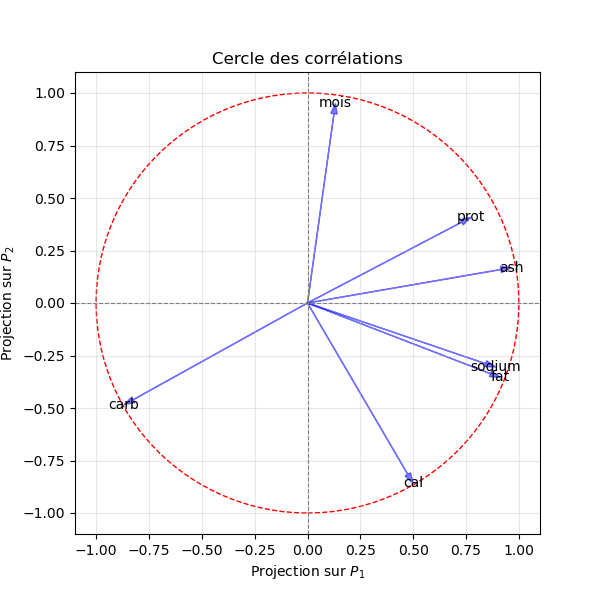 Cercle des corrélations
1.00
0.75
0.50
0.25
0.00
−0.25
−0.50
−0.75
−1.00
Projection sur P₂
mois
prot
ash
sodium
fat
carb
cal
−1.00 −0.75 −0.50 −0.25 0.00 0.25 0.50 0.75 1.00
Projection sur P₁